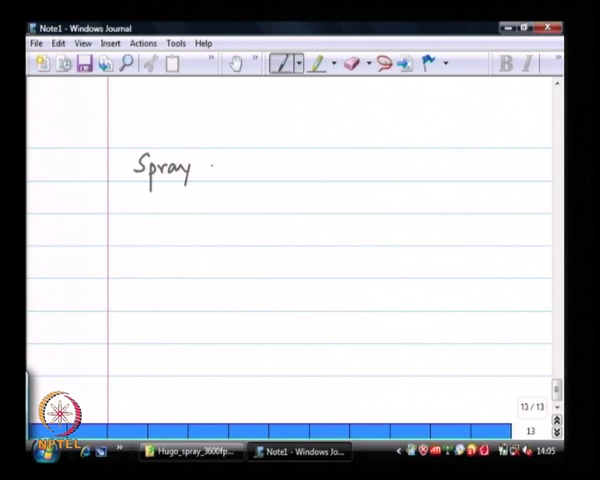 Note1 - Windows Journal
File Edit View Insert Actions Tools Help
B I
Spray
13 / 13
13
NPTEL
Hugo_spray_3600fp...
Note1 - Windows Jo...
14:05